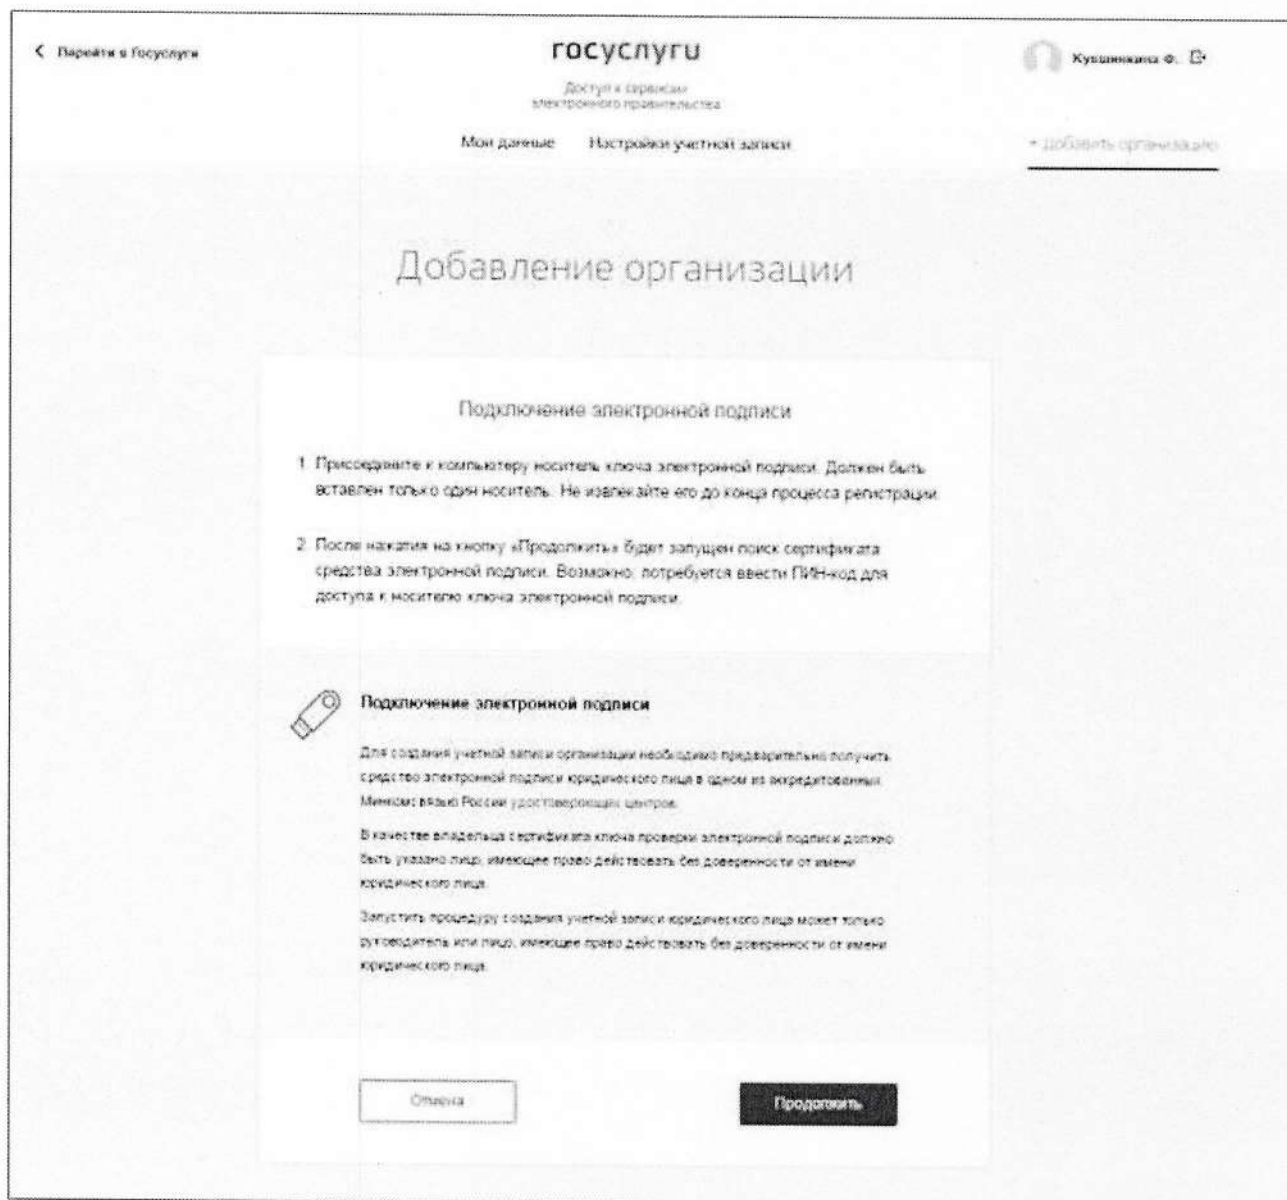 Перейти в Госуслуги
госуслуги
Кувшинкина Ф.
Доступ к сервисам
электронного правительства
Мои данные Настройки учетной записи
+ Добавить организацию
Добавление организации
Подключение электронной подписи
1 Присоедините к компьютеру носитель ключа электронной подписи. Должен быть
вставлен только один носитель. Не извлекайте его до конца процесса регистрации.
2 После нажатия на кнопку «Продолжить» будет запущен поиск сертификата
средства электронной подписи. Возможно, потребуется ввести ПИН-код для
доступа к носителю ключа электронной подписи.
Подключение электронной подписи
Для создания учетной записи организации необходимо предварительно получить
средство электронной подписи юридического лица в одном из аккредитованных
Минкомсвязью России удостоверяющих центров.
В качестве владельца сертификата ключа проверки электронной подписи должно
быть указано лицо, имеющее право действовать без доверенности от имени
юридического лица.
Запустить процедуру создания учетной записи юридического лица может только
руководитель или лицо, имеющее право действовать без доверенности от имени
юридического лица.
Отмена Продолжить